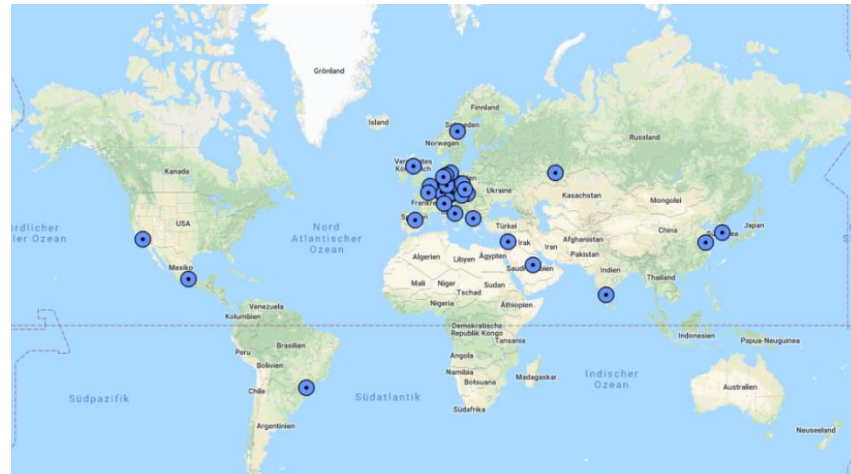 Grönland
Island
Finnland
Norwegen
Russland
Kanada
Ukraine
Kasachstan
Mongolei
USA
Nord
Atlantischer
Ozean
Türkei
Irak
Iran
Afghanistan
Pakistan
China
Japan
Algerien
Libyen
Ägypten
Indien
Mexiko
Mali
Niger
Tschad
Sudan
Thailand
Nigeria
Äthiopien
Venezuela
Kolumbien
Demokratische
Republik Kongo
Tansania
Indonesien
Papua-Neuguinea
Peru
Brasilien
Bolivien
Angola
Namibia
Botsuana
Madagaskar
Indischer
Ozean
Chile
Südpazifik
Südatlantik
Südafrika
Australien
Argentinien
Neuseeland